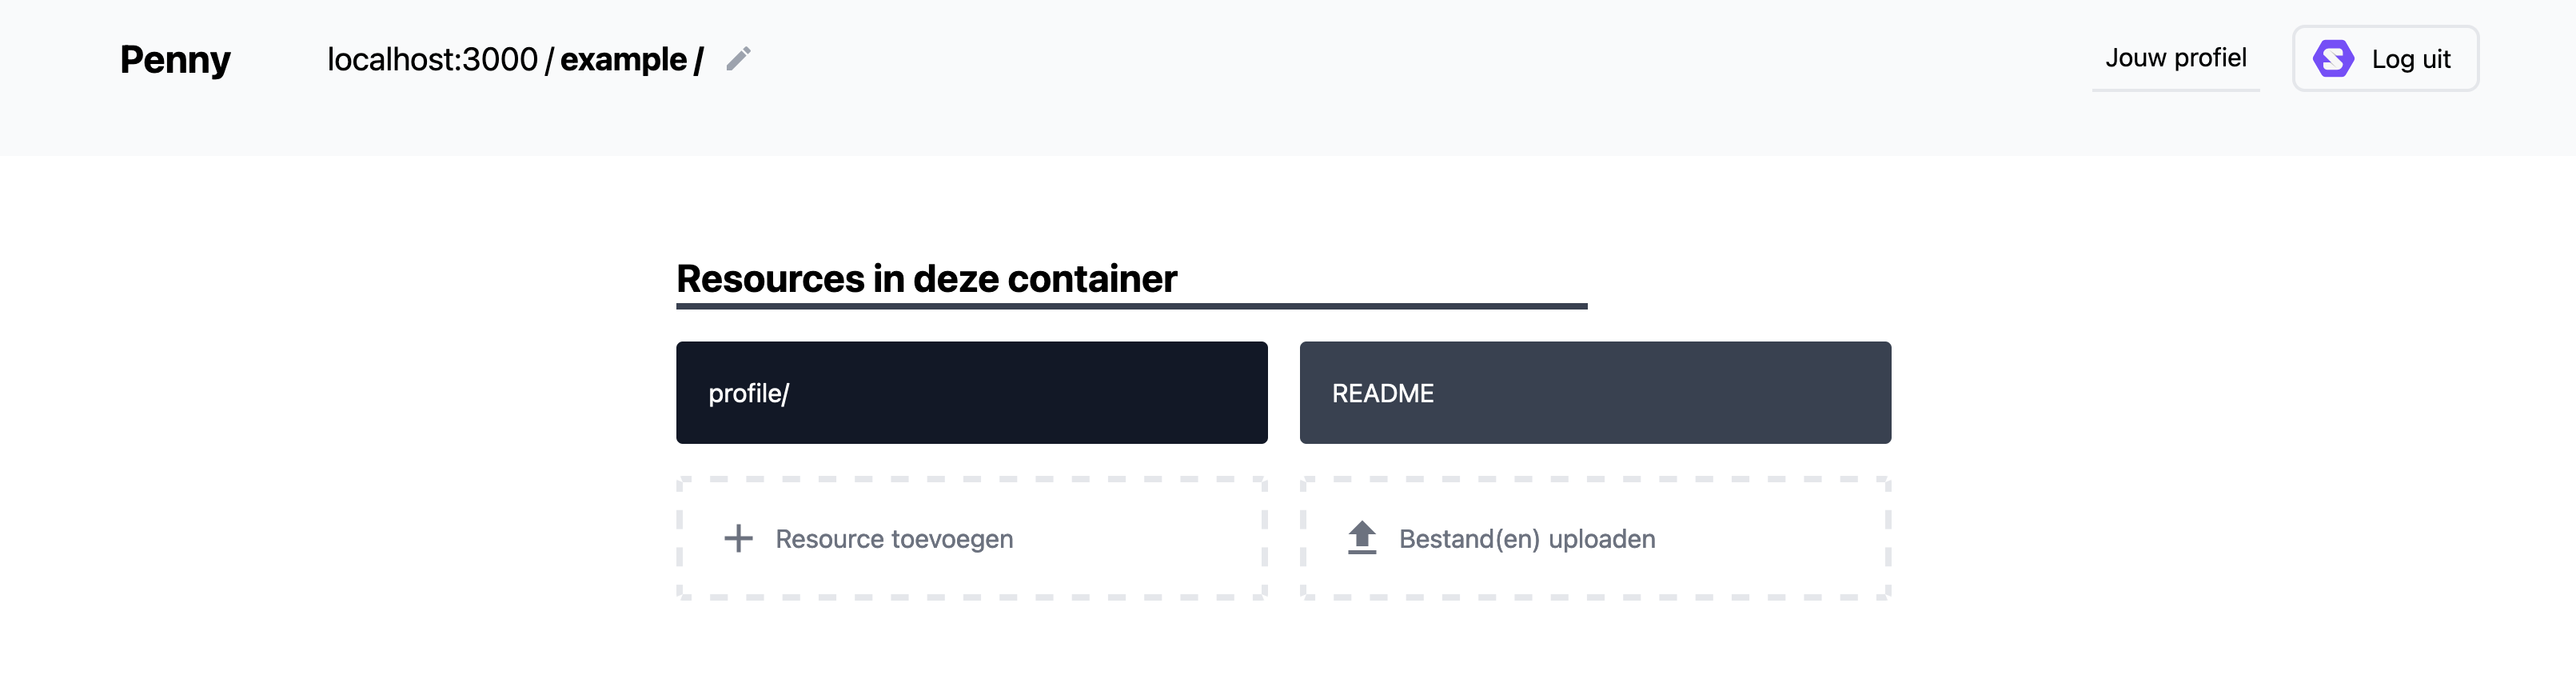 Penny localhost:3000 / example / Jouw profiel Log uit
Resources in deze container
profile/ README
Resource toevoegen Bestand(en) uploaden